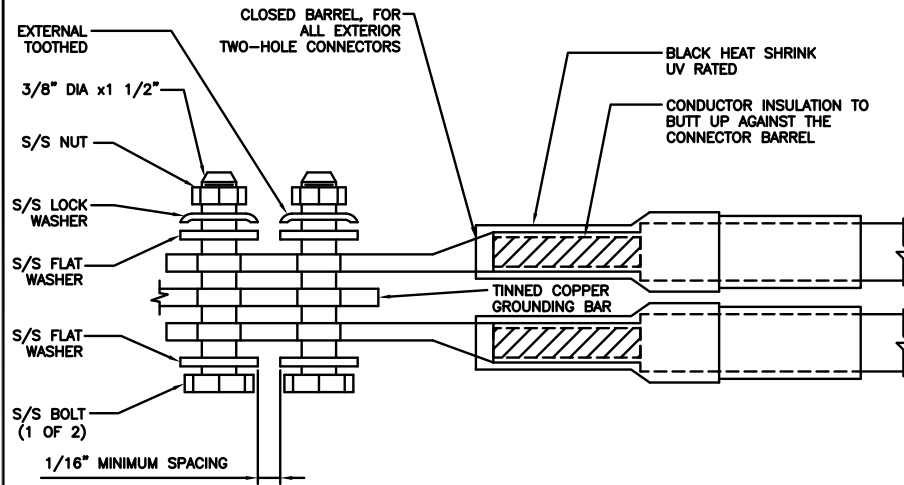 CLOSED BARREL, FOR
ALL EXTERIOR
TWO-HOLE CONNECTORS
EXTERNAL
TOOTHED
3/8" DIA x1 1/2"
S/S NUT
S/S LOCK
WASHER
S/S FLAT
WASHER
S/S FLAT
WASHER
S/S BOLT
(1 OF 2)
1/16" MINIMUM SPACING
BLACK HEAT SHRINK
UV RATED
CONDUCTOR INSULATION TO
BUTT UP AGAINST THE
CONNECTOR BARREL
TINNED COPPER
GROUNDING BAR